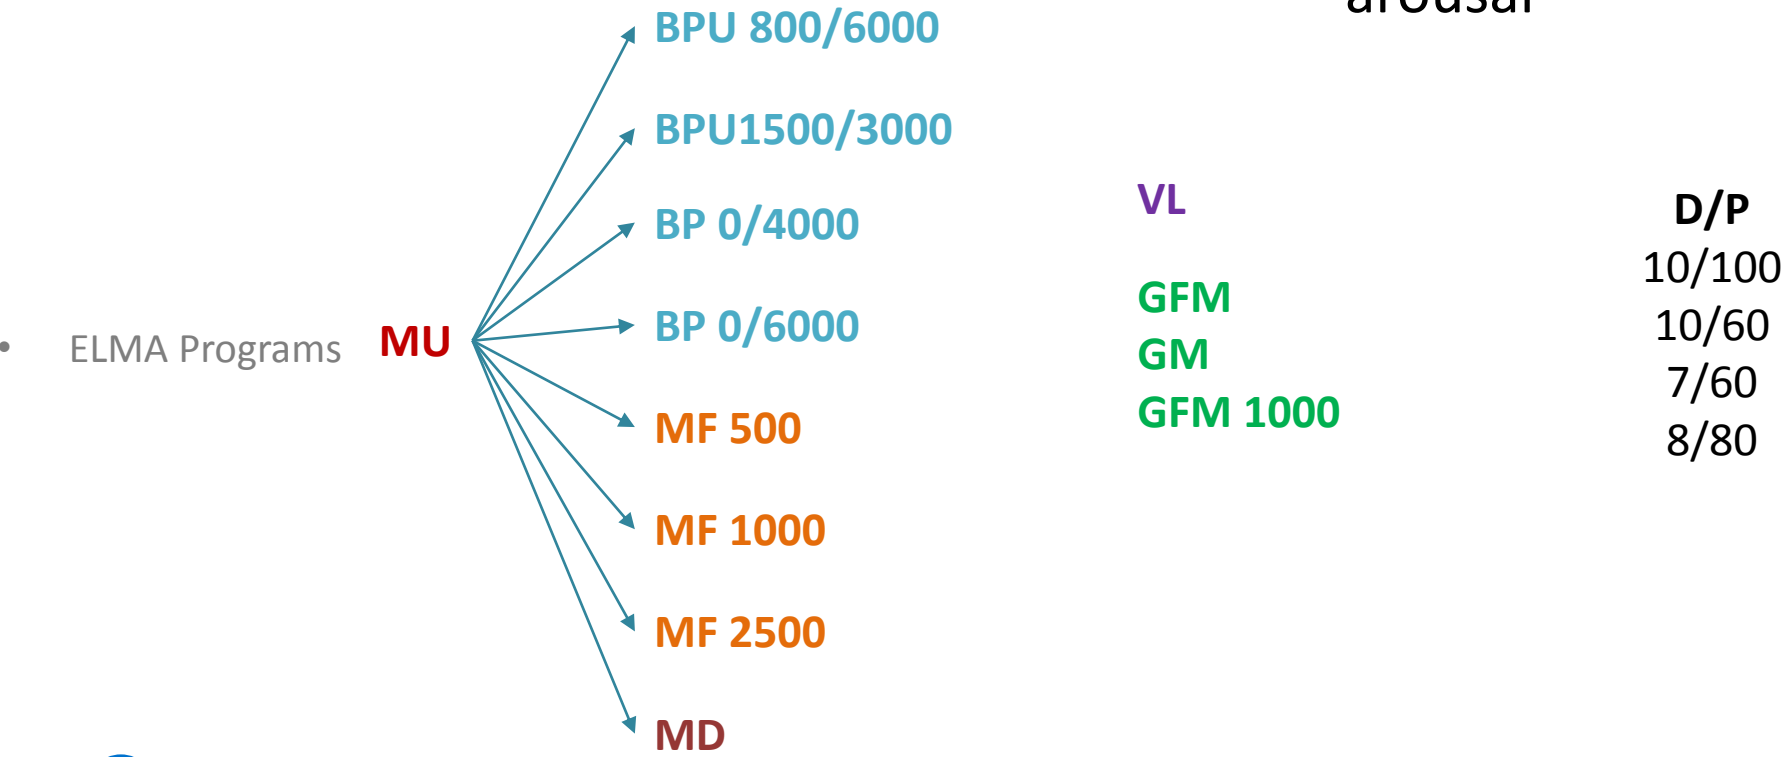 arousal
BPU 800/6000
BPU1500/3000
BP 0/4000
BP 0/6000
• ELMA Programs MU
MF 500
MF 1000
MF 2500
MD
VL
GFM
GM
GFM 1000
D/P
10/100
10/60
7/60
8/80